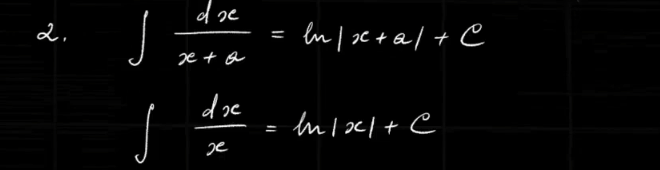 2. ∫ dx/(x + a) = ln|x + a| + C
∫ dx/x = ln|x| + C